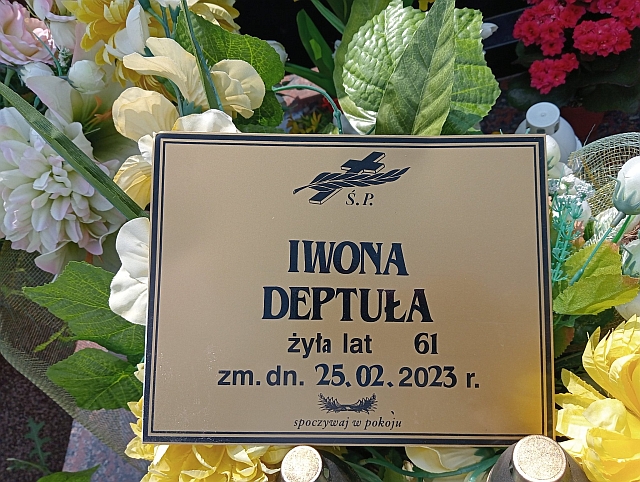 Ś.P.
IWONA
DEPTUŁA
żyła lat 61
zm. dn. 25.02.2023 r.
spoczywaj w pokoju